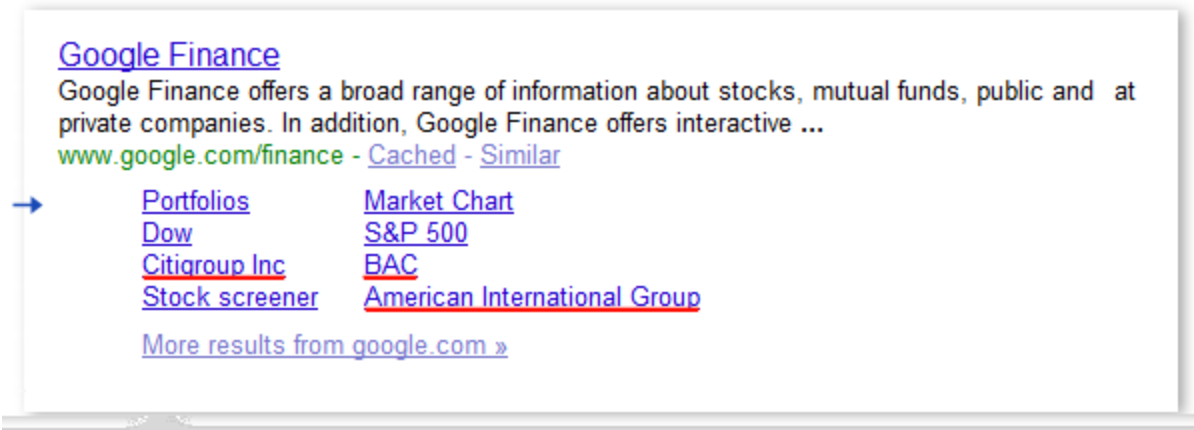 Google Finance
Google Finance offers a broad range of information about stocks, mutual funds, public and at
private companies. In addition, Google Finance offers interactive ...
www.google.com/finance - Cached - Similar
Portfolios Market Chart
Dow S&P 500
Citigroup Inc BAC
Stock screener American International Group
More results from google.com »